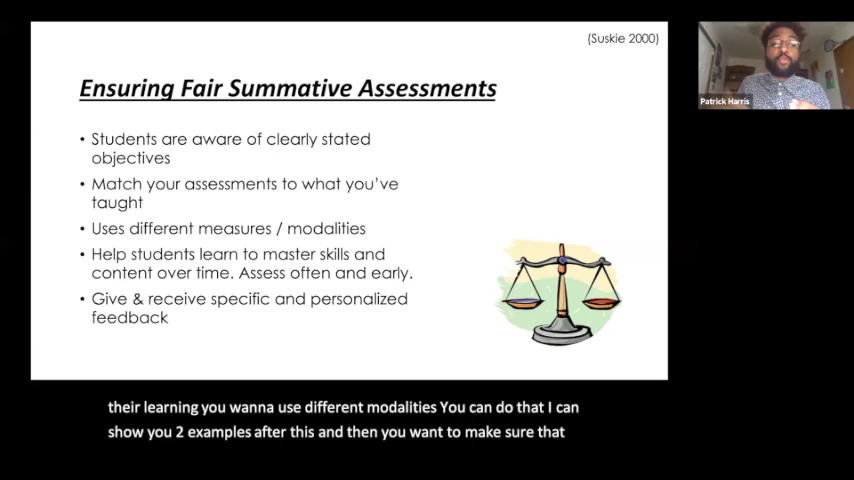 (Suskie 2000)
Ensuring Fair Summative Assessments
• Students are aware of clearly stated
objectives
• Match your assessments to what you've
taught
• Uses different measures / modalities
• Help students learn to master skills and
content over time. Assess often and early.
• Give & receive specific and personalized
feedback
Patrick Harris
their learning you wanna use different modalities You can do that I can
show you 2 examples after this and then you want to make sure that